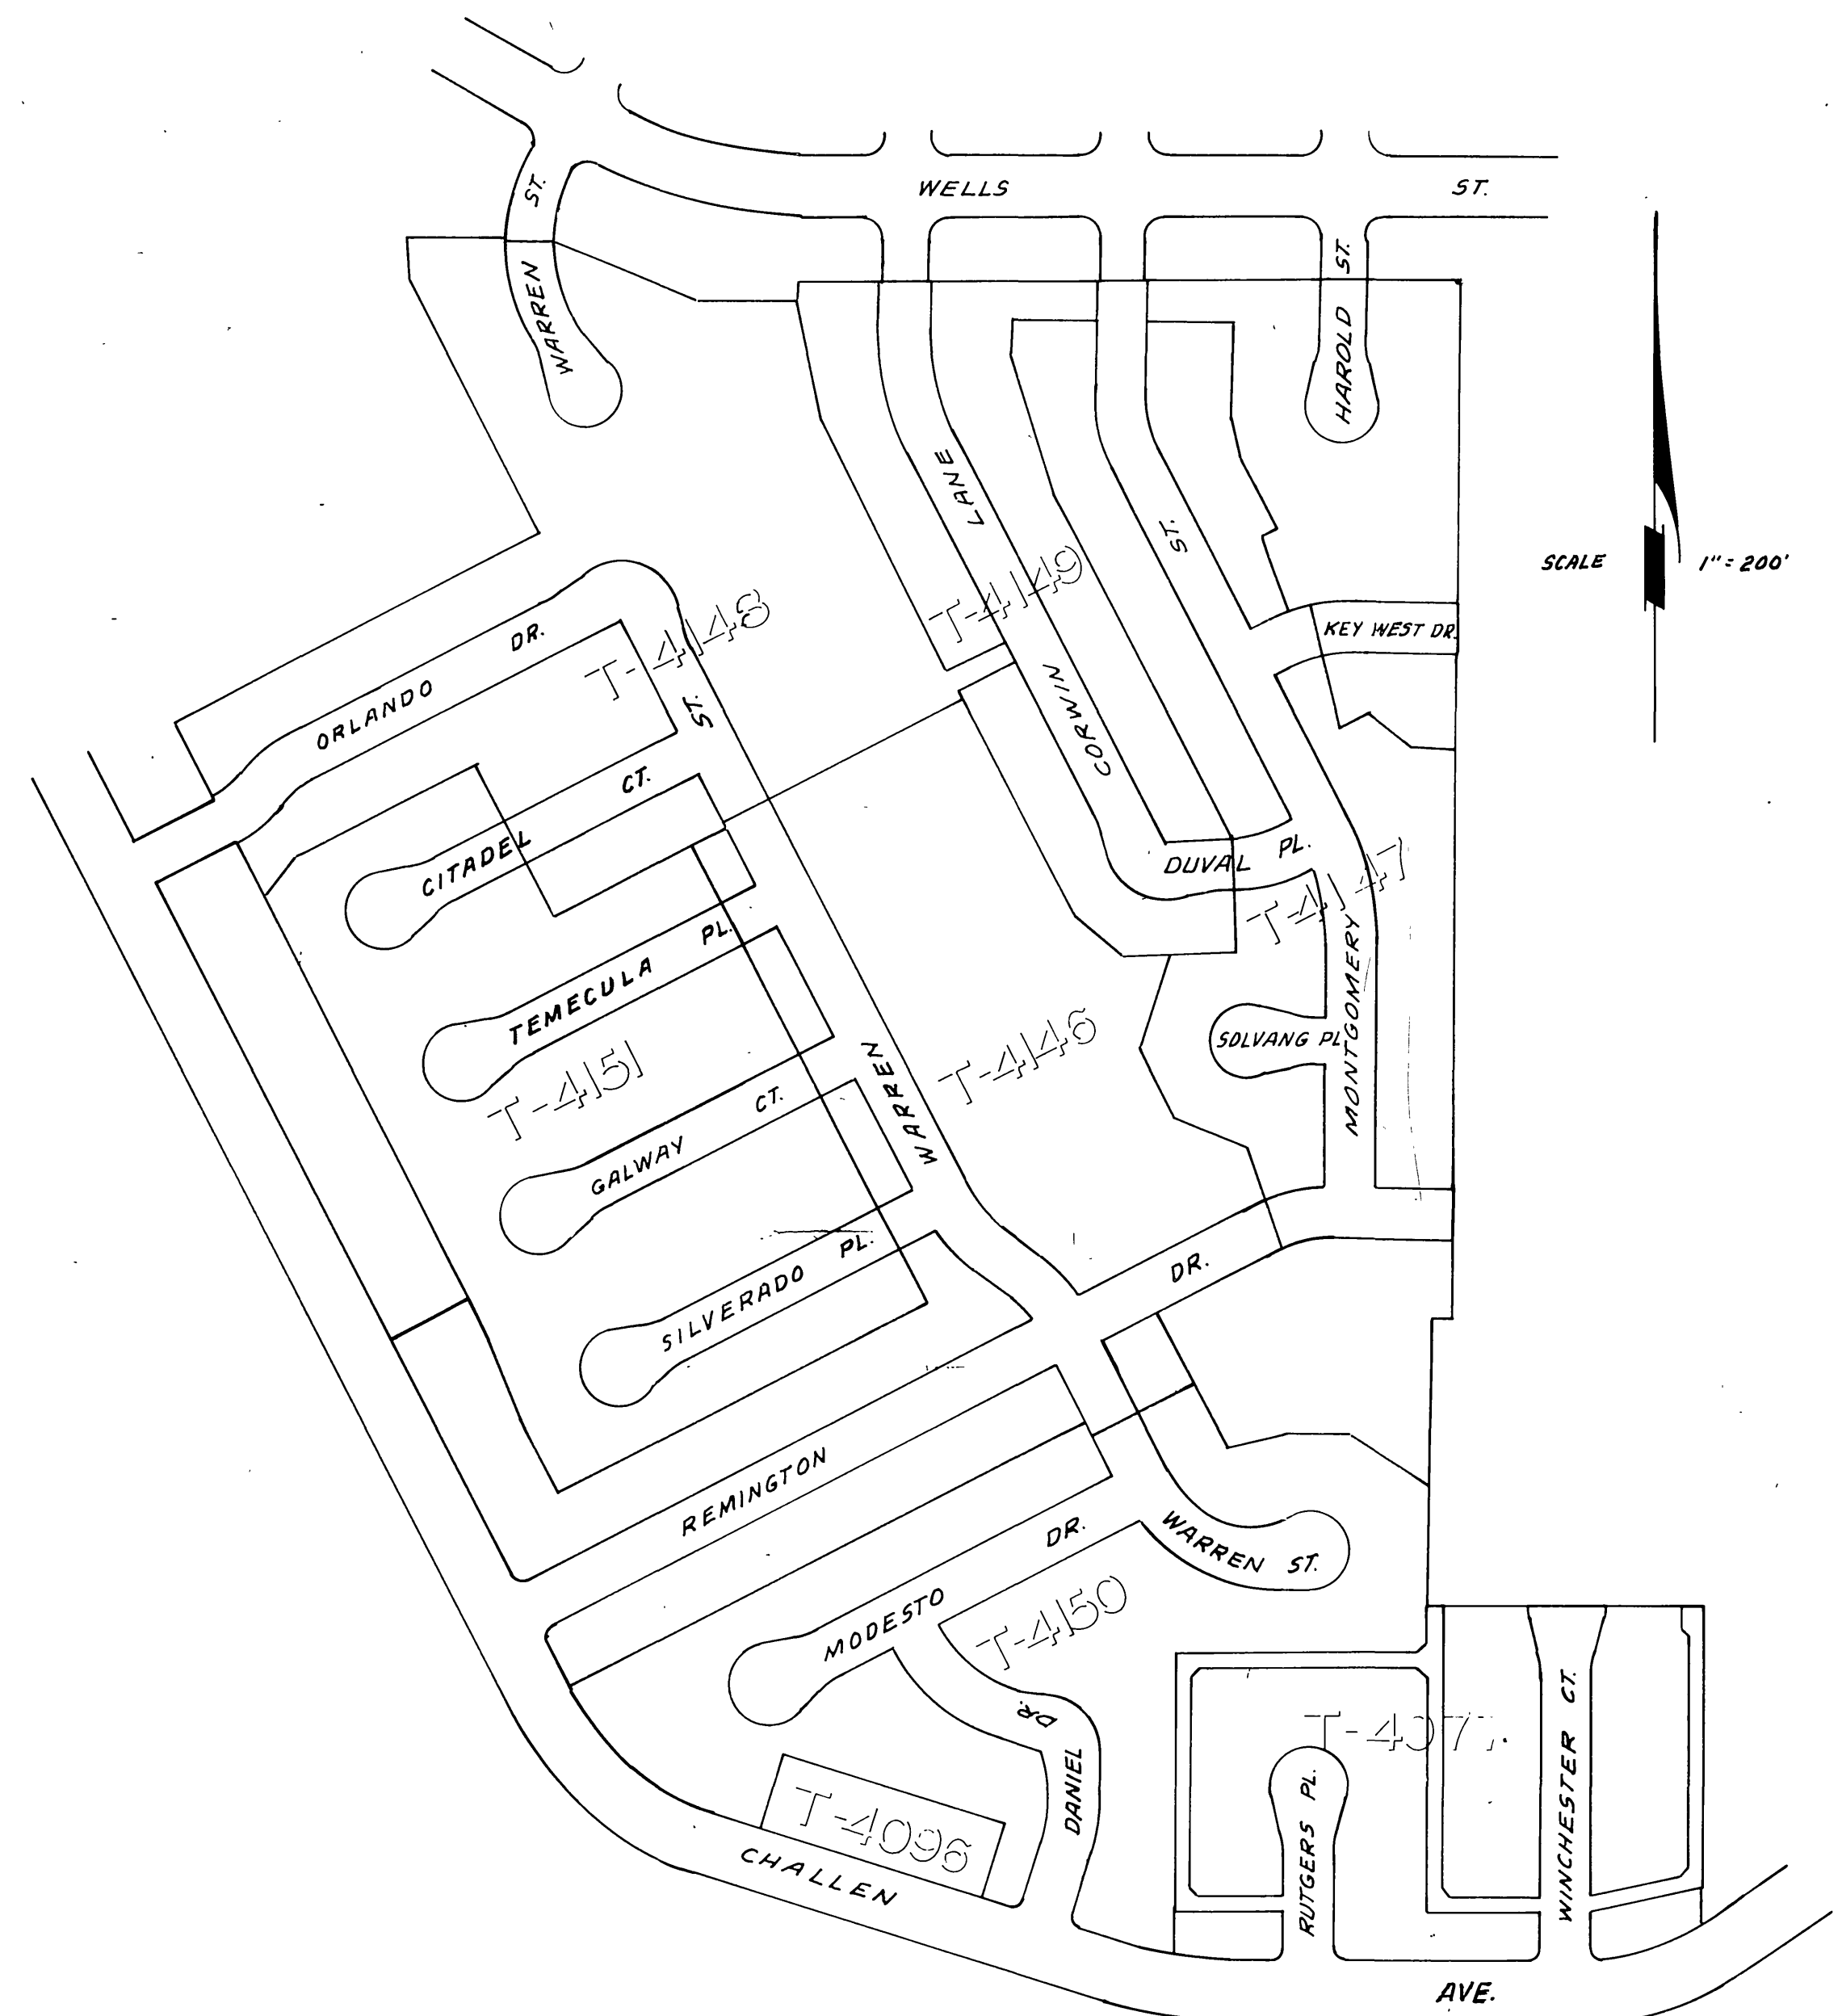 WELLS ST.
ST.
WARREN
HAROLD ST.
LANE
ST.
SCALE 1" = 200'
T-4149
KEY WEST DR.
T-4148
ORLANDO DR.
ST.
CORWIN
CITADEL CT.
DUVAL PL.
T-4147
TEMECULA PL.
MONTGOMERY
SOLVANG PL.
T-4151
T-4146
WARREN
GALWAY CT.
SILVERADO PL.
DR.
REMINGTON
WARREN ST.
MODESTO DR.
T-4150
DR.
DANIEL
T-4096
CHALLEN
RUTGERS PL.
WINCHESTER CT.
AVE.